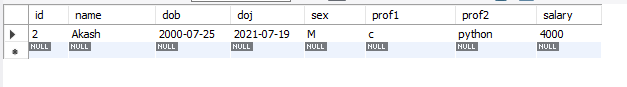 id name dob doj sex prof1 prof2 salary
2 Akash 2000-07-25 2021-07-19 M c python 4000
NULL NULL NULL NULL NULL NULL NULL NULL